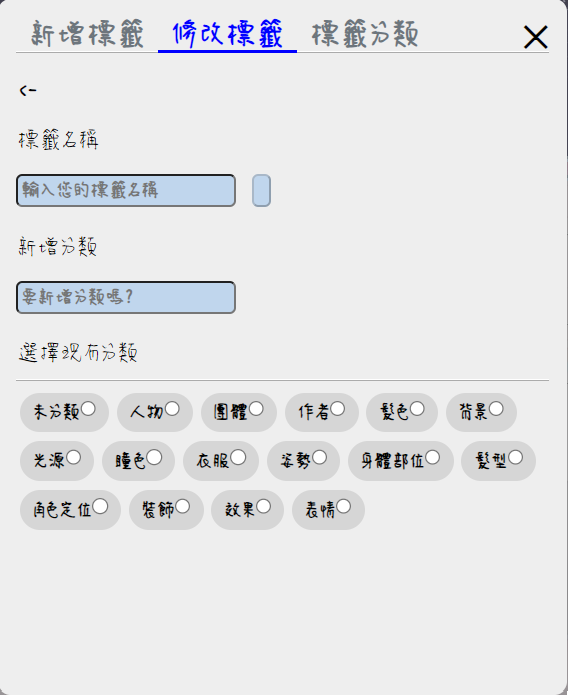 新增標籤 修改標籤 標籤分類
<-
標籤名稱
輸入您的標籤名稱
新增分類
要新增分類嗎?
選擇現有分類
未分類 人物 團體 作者 髮色 背景
光源 瞳色 衣服 姿勢 身體部位 髮型
角色定位 裝飾 效果 表情